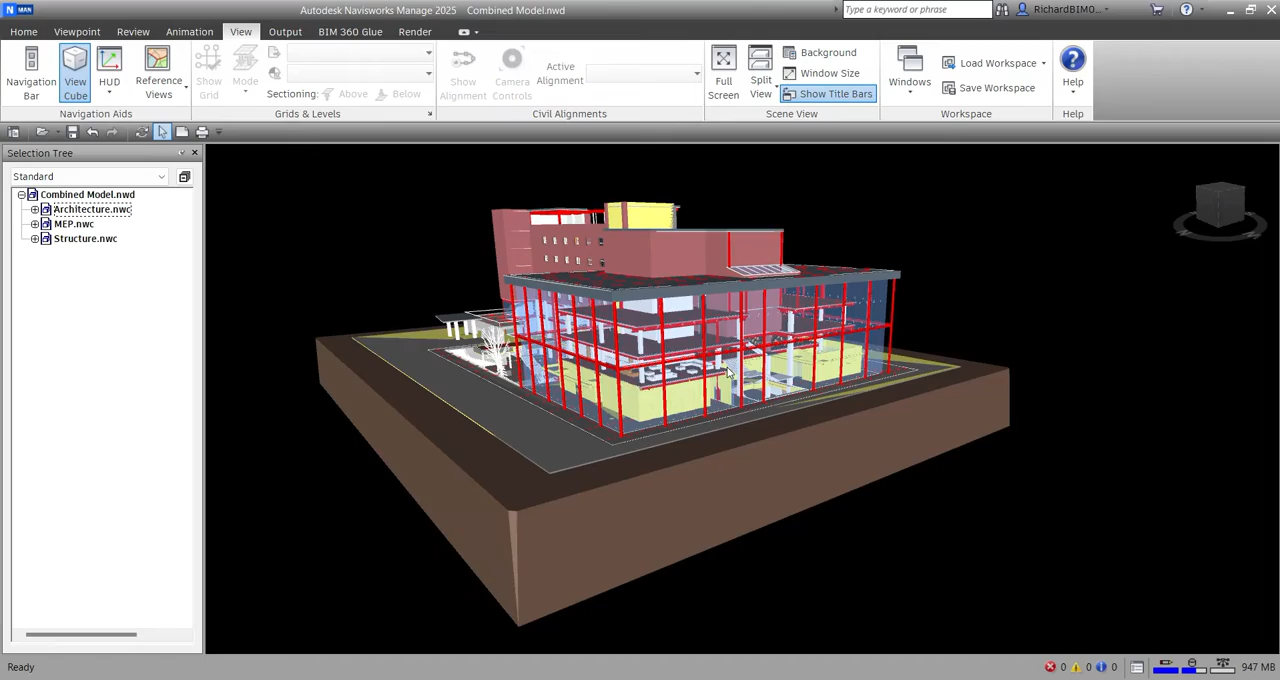 N MAN
Autodesk Navisworks Manage 2025 Combined Model.nwd
Type a keyword or phrase
RichardBIMO...
Home Viewpoint Review Animation View Output BIM 360 Glue Render
Navigation Bar
View Cube
HUD
Reference Views
Show Grid
Mode
Sectioning: Above Below
Show Alignment
Camera Controls
Active Alignment
Full Screen
Split View
Background
Window Size
Show Title Bars
Windows
Load Workspace
Save Workspace
Help
Navigation Aids
Grids & Levels
Civil Alignments
Scene View
Workspace
Help
Selection Tree
Standard
Combined Model.nwd
Architecture.nwc
MEP.nwc
Structure.nwc
Ready
0 0 0 947 MB